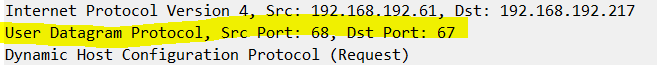 Internet Protocol Version 4, Src: 192.168.192.61, Dst: 192.168.192.217
User Datagram Protocol, Src Port: 68, Dst Port: 67
Dynamic Host Configuration Protocol (Request)